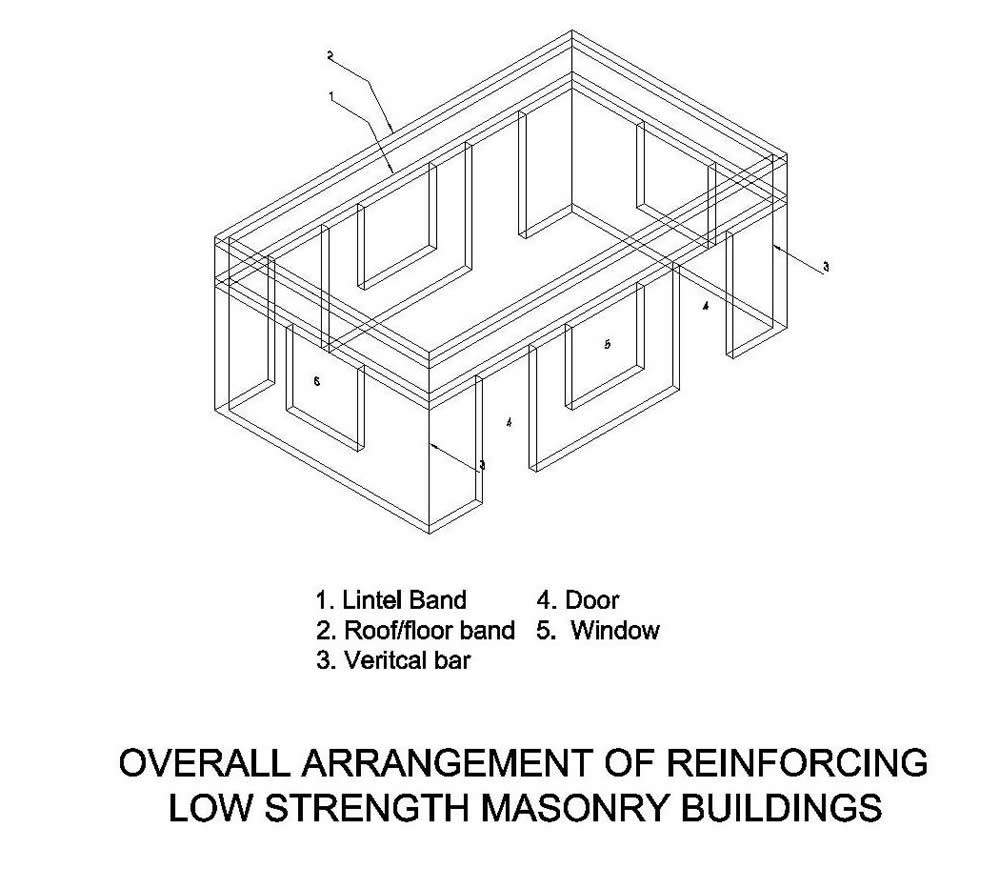 2
1
3
4
5
6
4
3
1. Lintel Band
4. Door
2. Roof/floor band
5. Window
3. Veritcal bar
OVERALL ARRANGEMENT OF REINFORCING
LOW STRENGTH MASONRY BUILDINGS